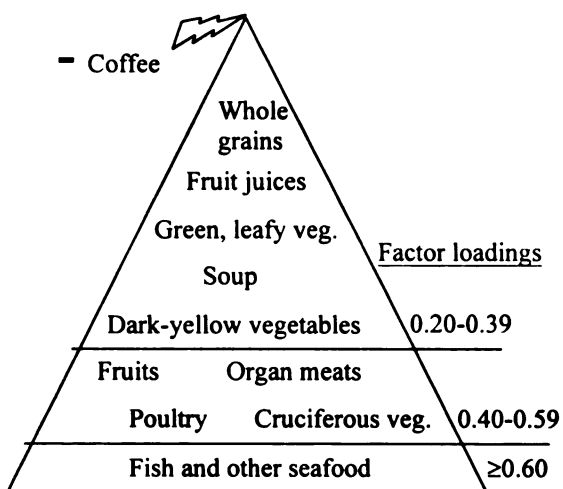 - Coffee
Whole
grains
Fruit juices
Green, leafy veg.
Factor loadings
Soup
Dark-yellow vegetables 0.20-0.39
Fruits Organ meats
Poultry Cruciferous veg. 0.40-0.59
Fish and other seafood ≥0.60